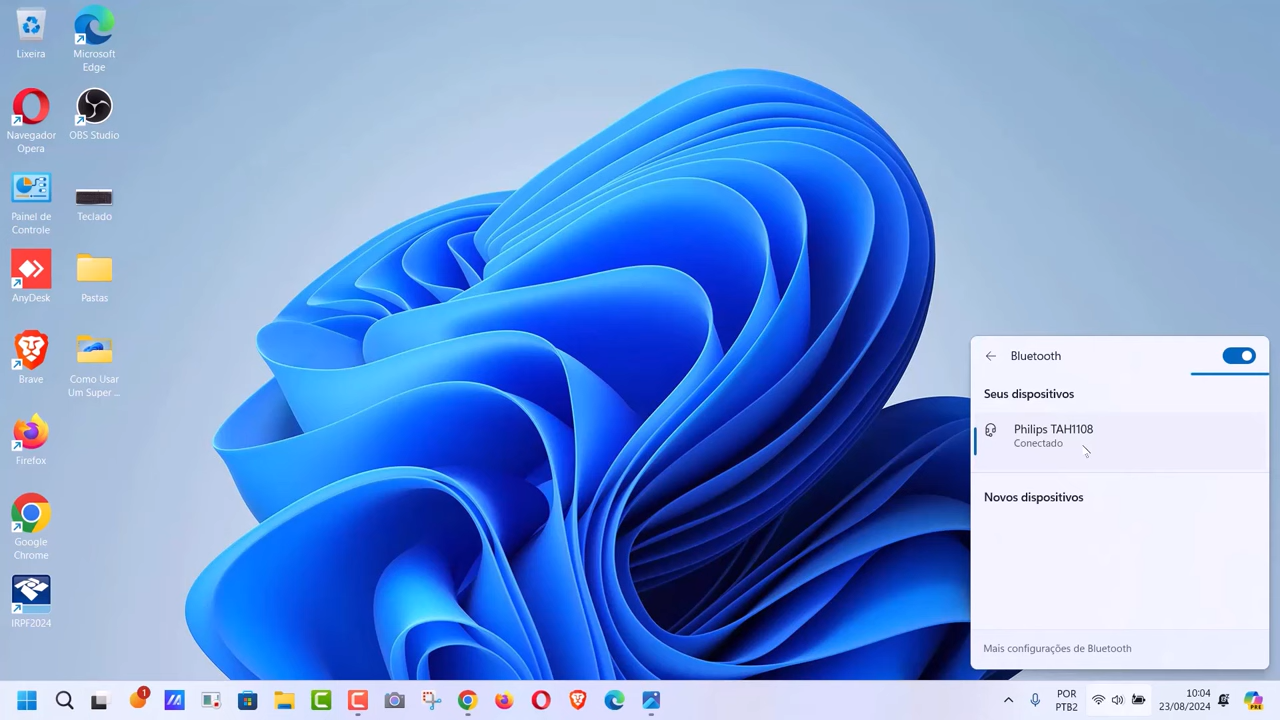 Lixeira
Microsoft
Edge
Navegador
Opera
OBS Studio
Painel de
Controle
Teclado
AnyDesk
Pastas
Brave
Como Usar
Um Super ...
Firefox
Google
Chrome
IRPF2024
Bluetooth
Seus dispositivos
Philips TAH1108
Conectado
Novos dispositivos
Mais configurações de Bluetooth
1
POR
PTB2
10:04
23/08/2024
PRE